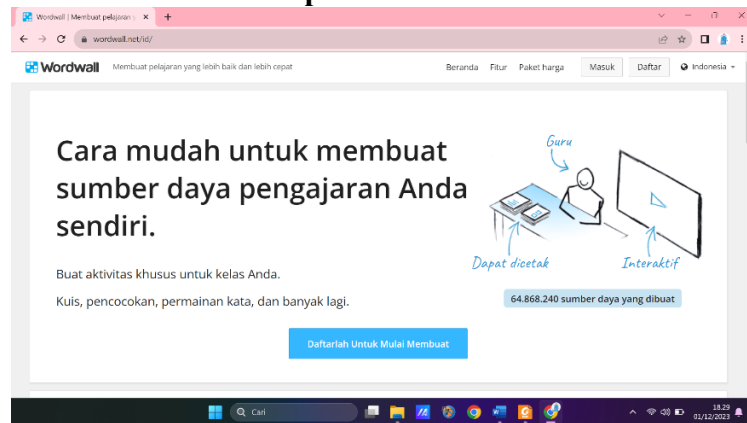 Wordwall | Membuat pelajaran
wordwall.net/id/
Wordwall Membuat pelajaran yang lebih baik dan lebih cepat Beranda Fitur Paket harga Masuk Daftar Indonesia
Cara mudah untuk membuat
sumber daya pengajaran Anda
sendiri.
Buat aktivitas khusus untuk kelas Anda.
Kuis, pencocokan, permainan kata, dan banyak lagi.
Guru
Dapat dicetak
Interaktif
64.868.240 sumber daya yang dibuat
Daftarlah Untuk Mulai Membuat
Cari
18.29
01/12/2023